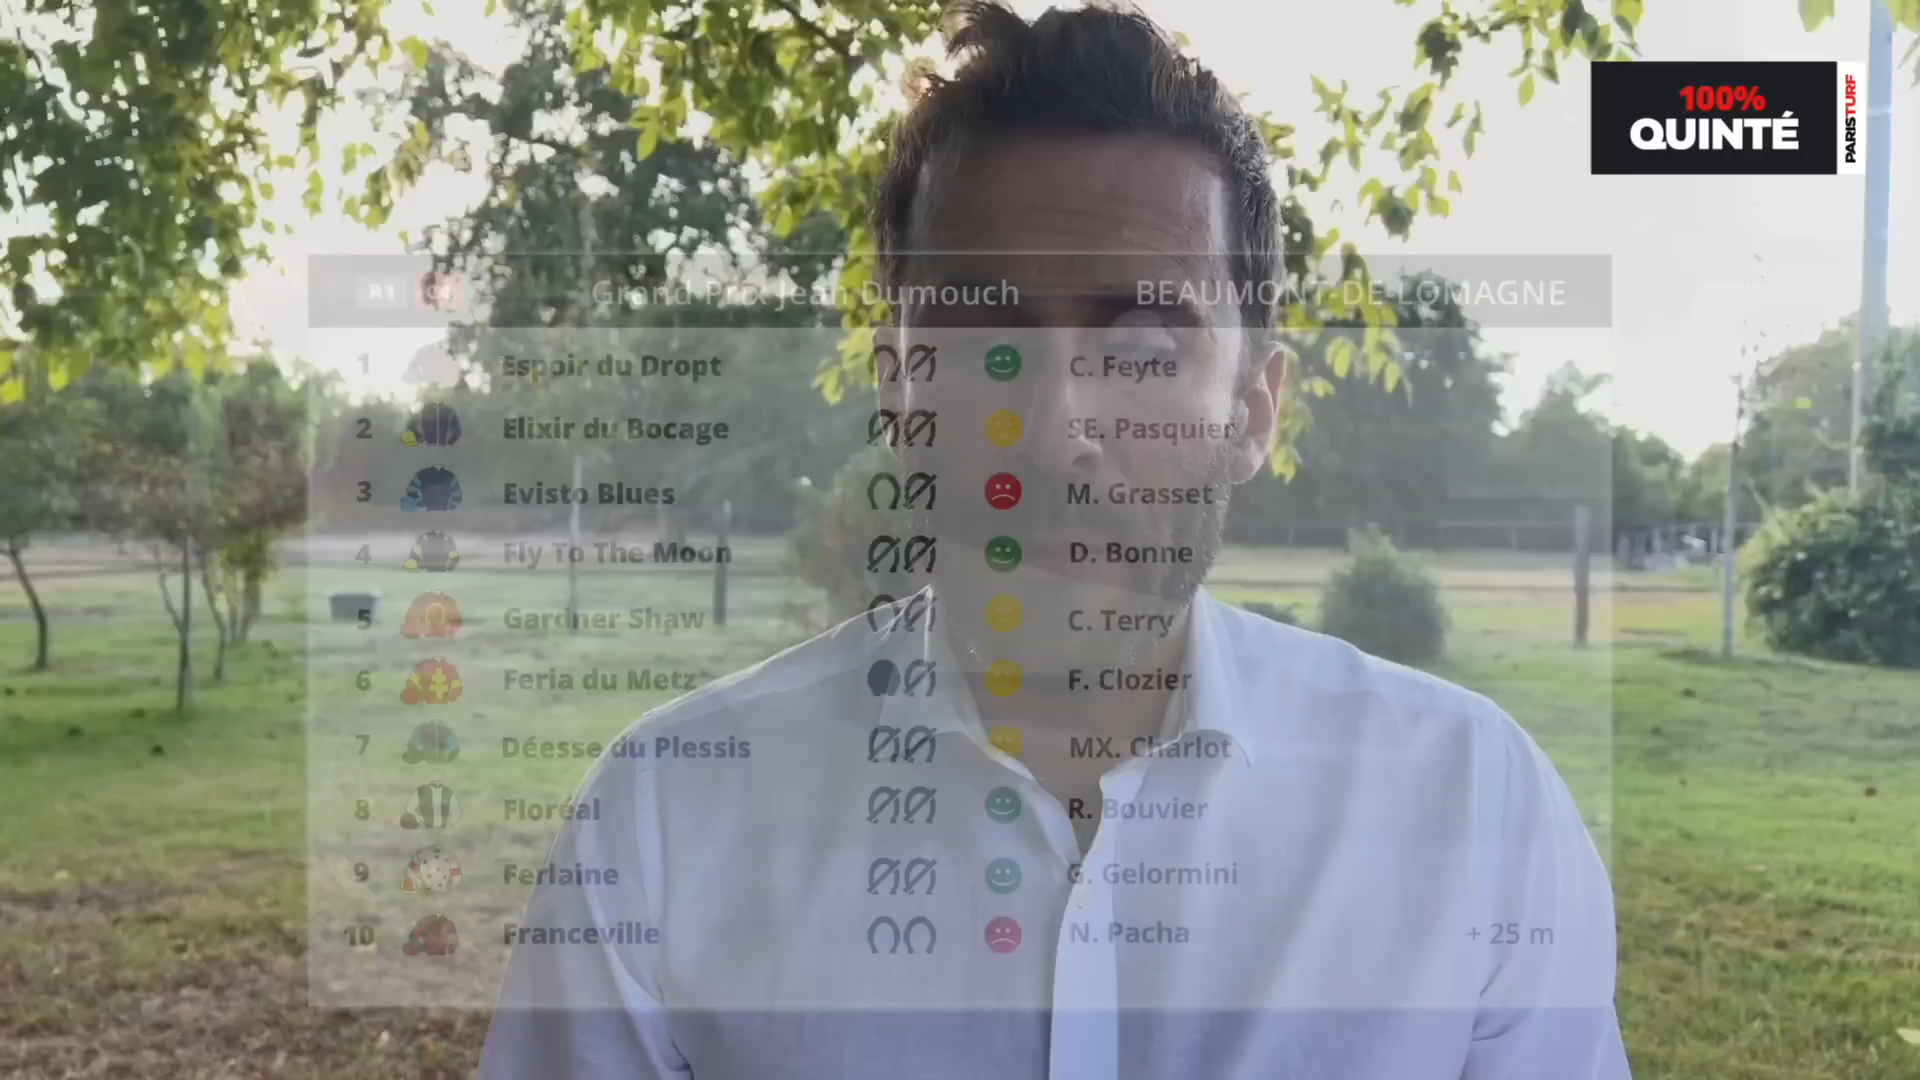 100%
QUINTÉ
PARISTURF
R1 C4 Grand Prix Jean Dumouch BEAUMONT-DE-LOMAGNE
1 Espoir du Dropt C. Feyte
2 Elixir du Bocage SE. Pasquier
3 Evisto Blues M. Grasset
4 Fly To The Moon D. Bonne
5 Gardner Shaw C. Terry
6 Feria du Metz F. Clozier
7 Déesse du Plessis MX. Charlot
8 Floréal R. Bouvier
9 Ferlaine G. Gelormini
10 Franceville N. Pacha + 25 m